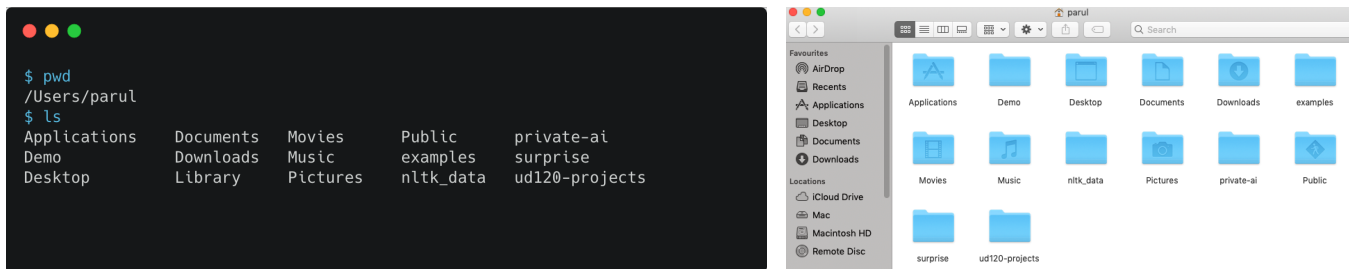 $ pwd
/Users/parul
$ ls
Applications Documents Movies Public private-ai
Demo Downloads Music examples surprise
Desktop Library Pictures nltk_data ud120-projects
parul
Search
Favourites
AirDrop
Recents
Applications
Desktop
Documents
Downloads
Locations
iCloud Drive
Mac
Macintosh HD
Remote Disc
Applications Demo Desktop Documents Downloads examples
Movies Music nltk_data Pictures private-ai Public
surprise ud120-projects